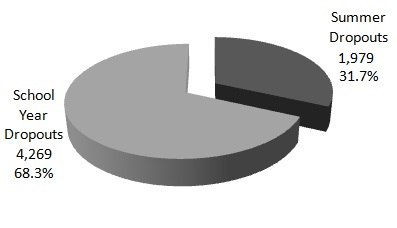 Summer
Dropouts
1,979
31.7%
School
Year
Dropouts
4,269
68.3%